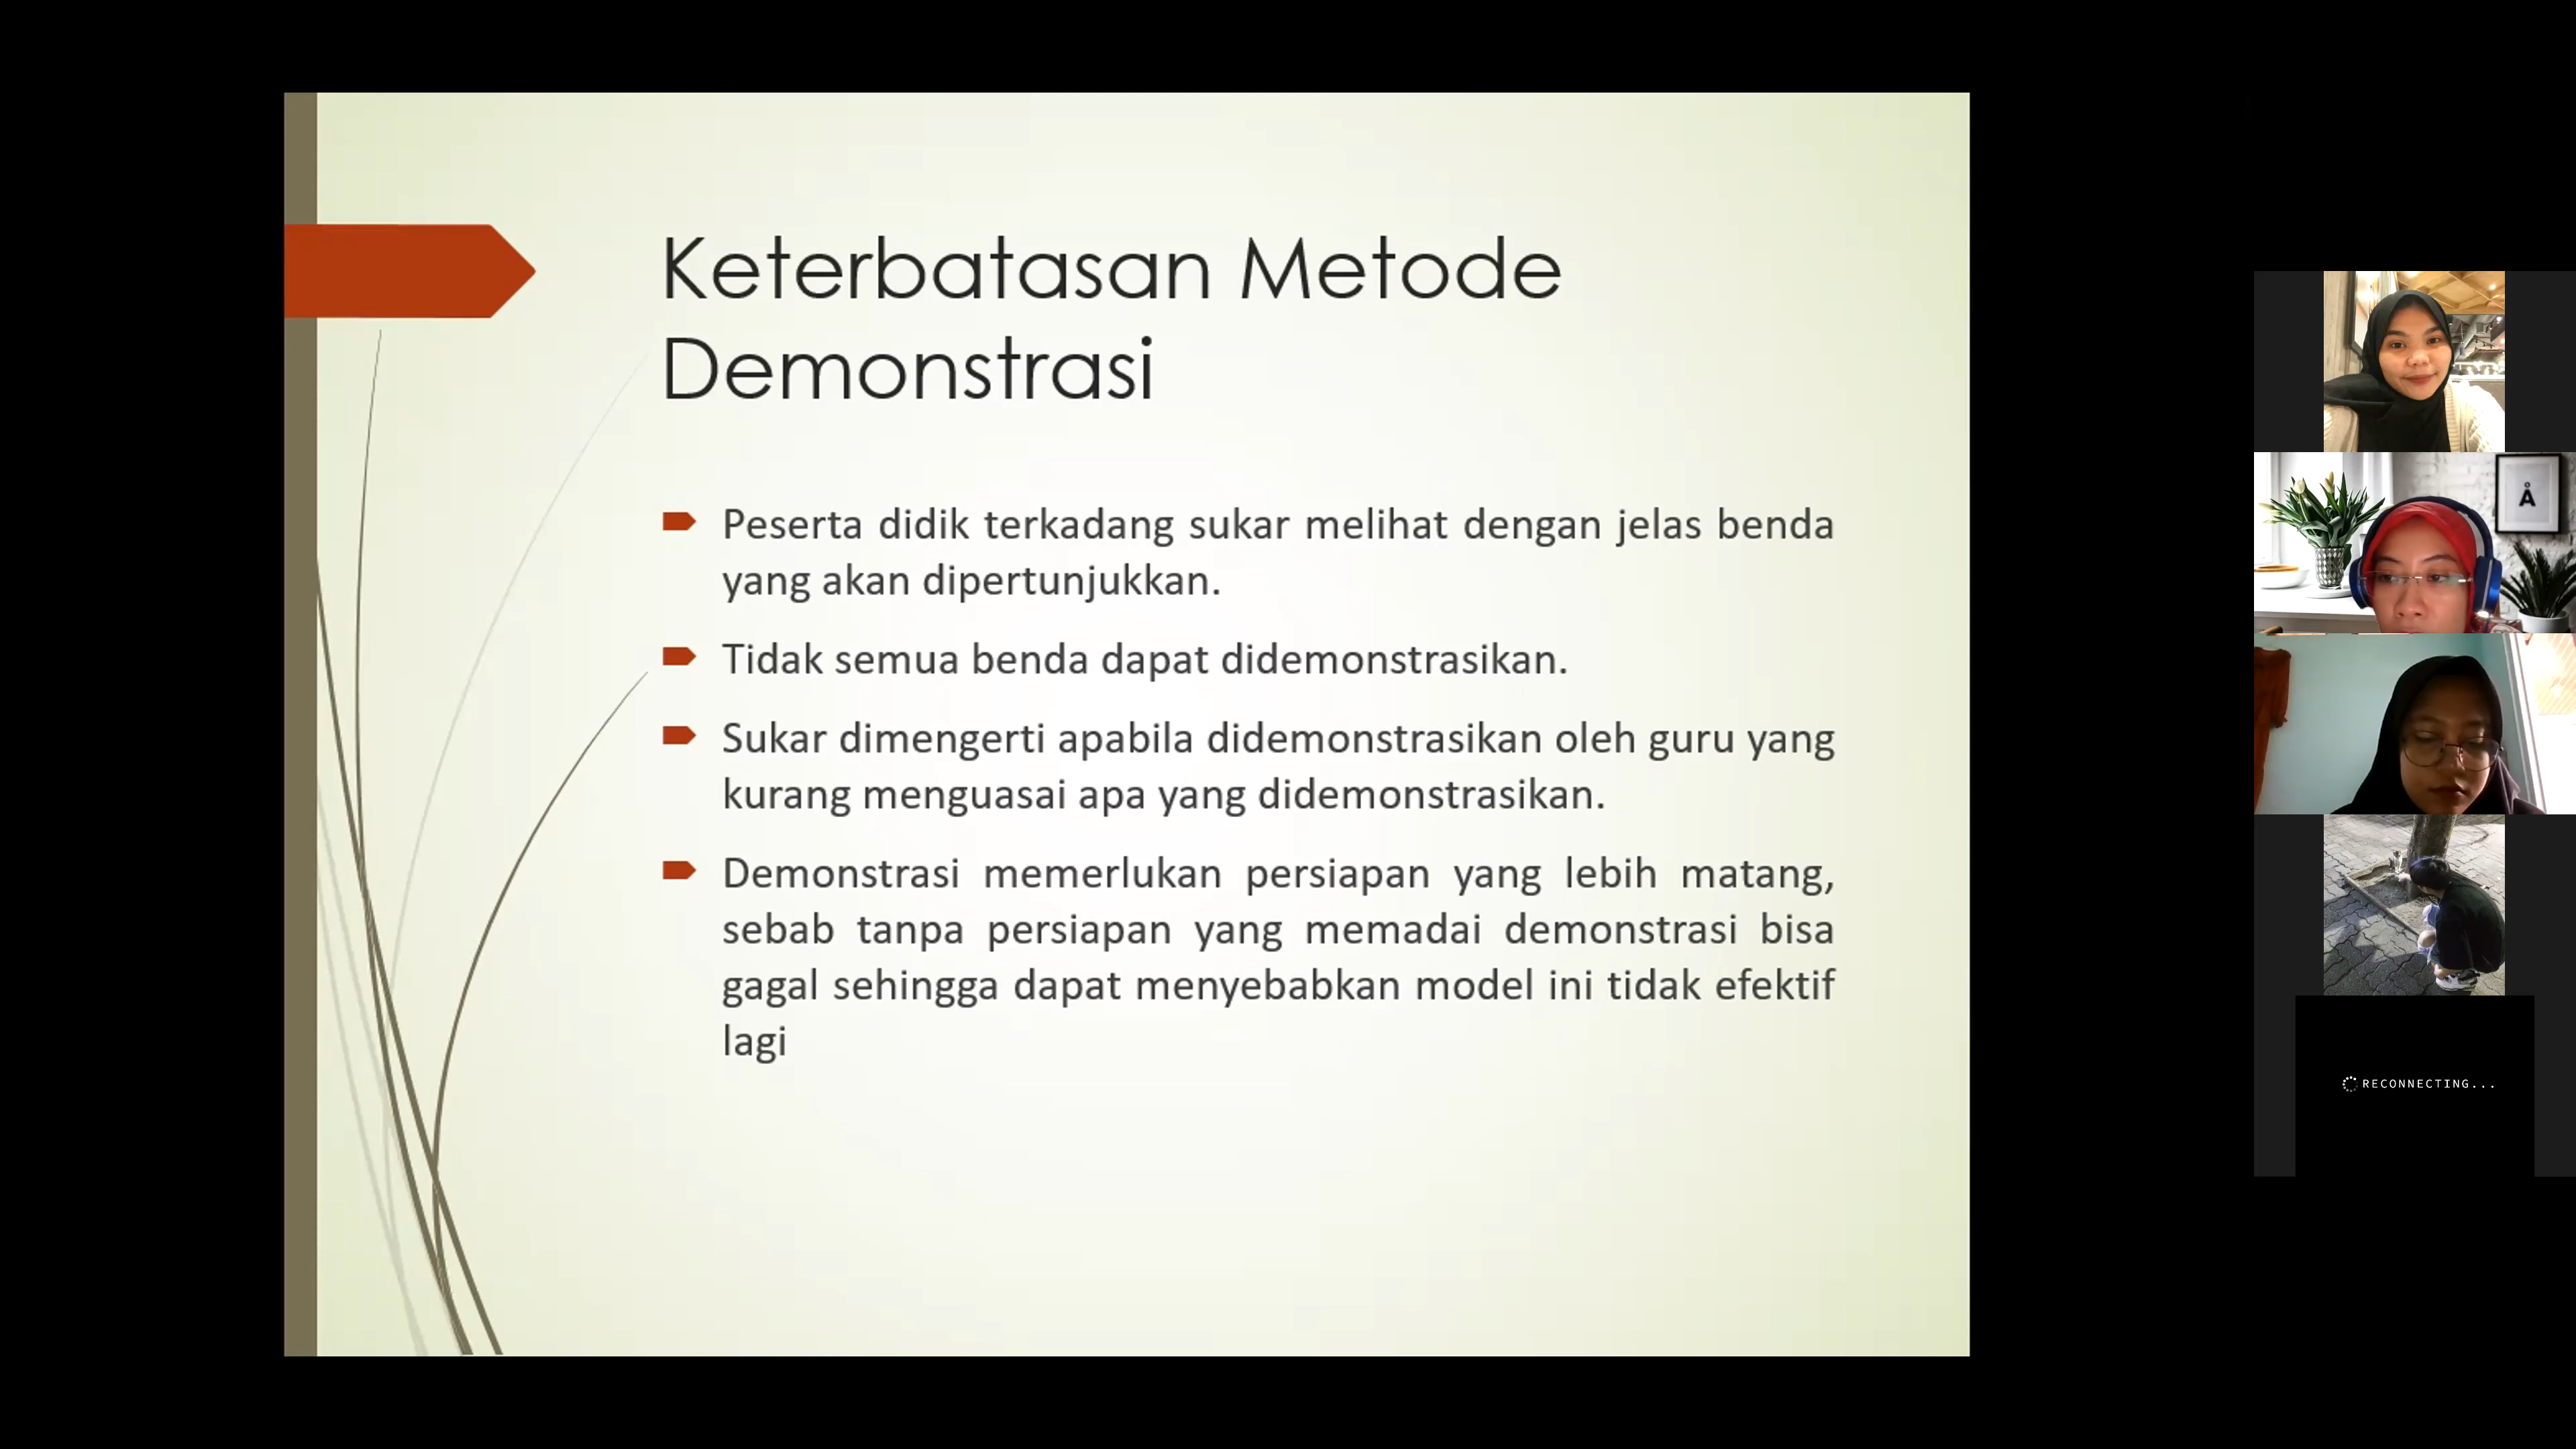 Keterbatasan Metode
Demonstrasi
Peserta didik terkadang sukar melihat dengan jelas benda
yang akan dipertunjukkan.
Tidak semua benda dapat didemonstrasikan.
Sukar dimengerti apabila didemonstrasikan oleh guru yang
kurang menguasai apa yang didemonstrasikan.
Demonstrasi memerlukan persiapan yang lebih matang,
sebab tanpa persiapan yang memadai demonstrasi bisa
gagal sehingga dapat menyebabkan model ini tidak efektif
lagi
Å
RECONNECTING...